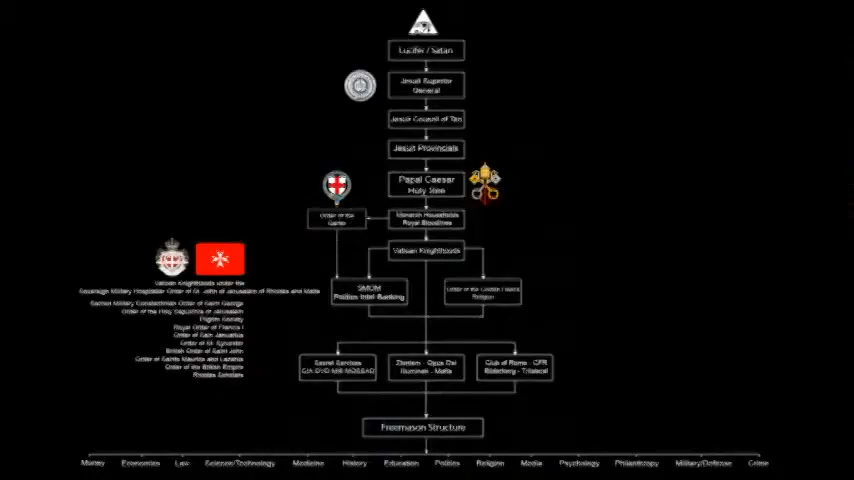 Lucifer / Satan
Jesuit Superior
General
Jesuit Council of Ten
Jesuit Provincials
Papal Caesar
Holy See
Order of the
Garter
Monarch Households
Royal Bloodlines
Vatican Knighthoods
SMOM
Politics Intel Banking
Order of the Golden Fleece
Religion
Vatican Knighthoods under the
Sovereign Military Hospitaller Order of St. John of Jerusalem of Rhodes and Malta
Sacred Military Constantinian Order of Saint George
Order of the Holy Sepulchre of Jerusalem
Pilgrim Society
Royal Order of Francis I
Order of San Januarius
Order of St. Sylvester
British Order of Saint John
Order of Saints Maurice and Lazarus
Order of the British Empire
Rhodes Scholars
Secret Services
CIA MI6 MOSSAD
Zionism - Opus Dei
Illuminati - Mafia
Club of Rome - CFR
Bilderberg - Trilateral
Freemason Structure
Money Economies Law Science/Technology Medicine History Education Politics Religion Media Psychology Philanthropy Military/Defense Crime